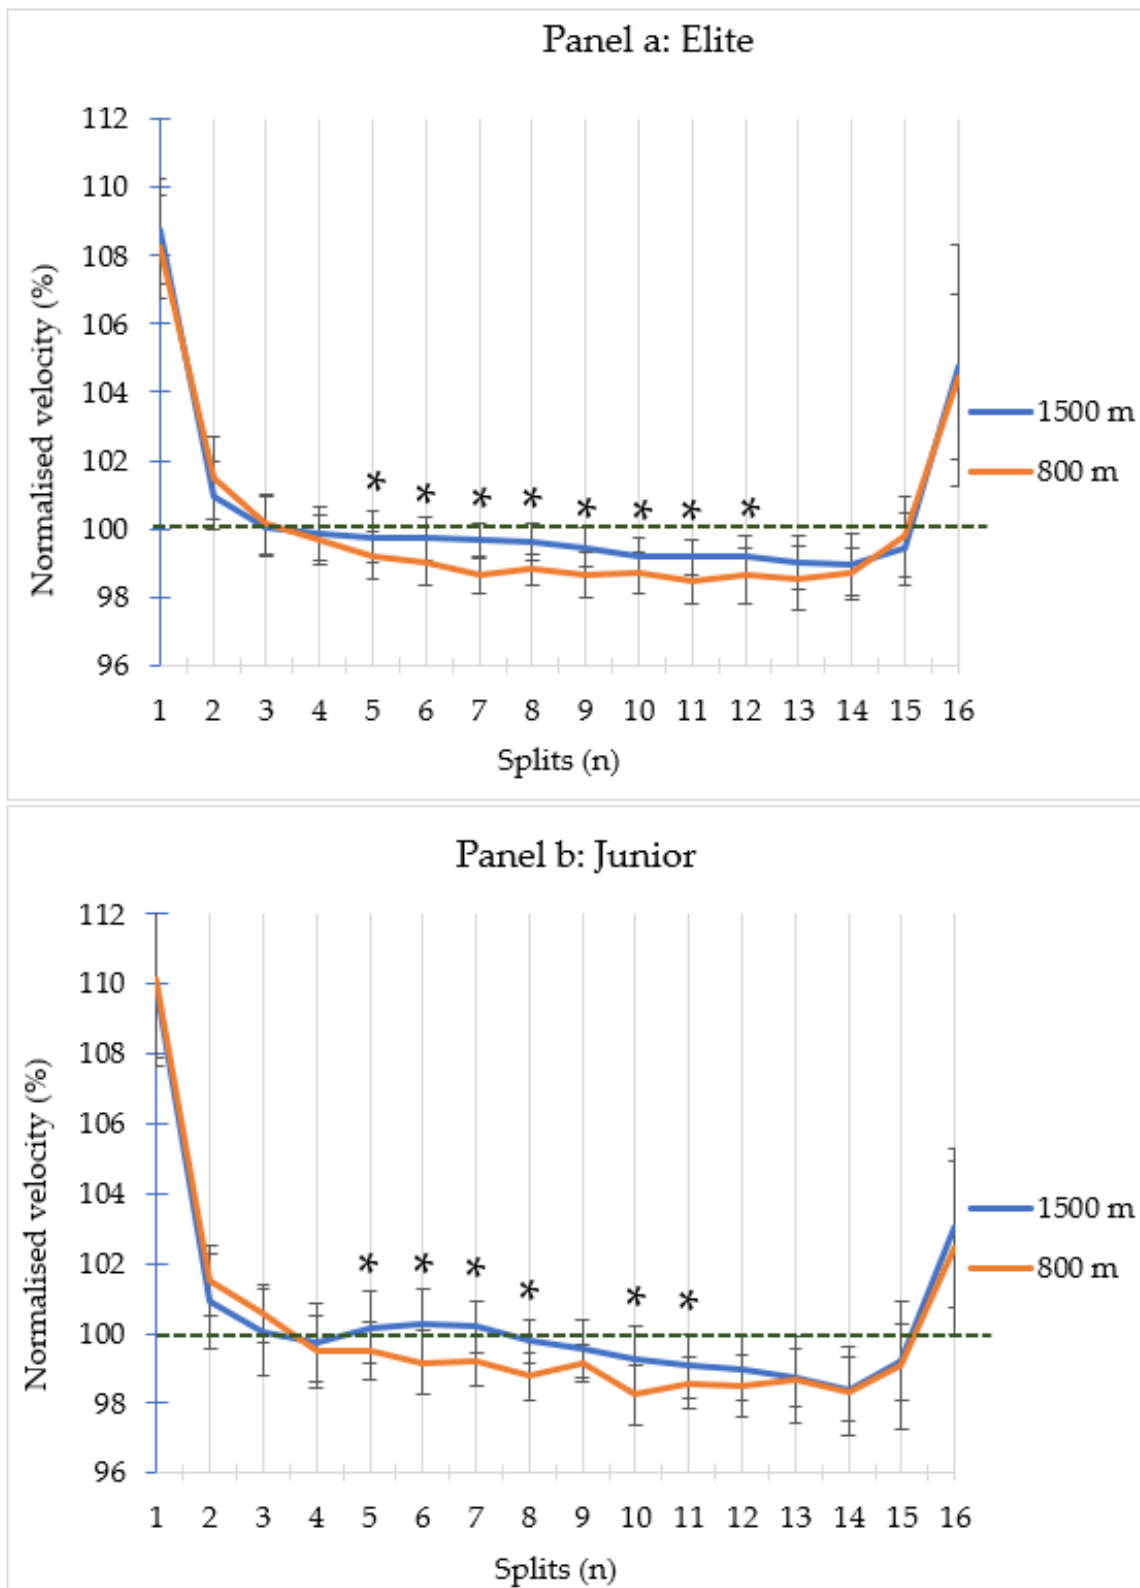 Panel a: Elite
112
110
108
106
104
102
100
98
96
Normalised velocity (%)
* * * * * * * *
1500 m
800 m
1 2 3 4 5 6 7 8 9 10 11 12 13 14 15 16
Splits (n)
Panel b: Junior
112
110
108
106
104
102
100
98
96
Normalised velocity (%)
* * * * * *
1500 m
800 m
1 2 3 4 5 6 7 8 9 10 11 12 13 14 15 16
Splits (n)